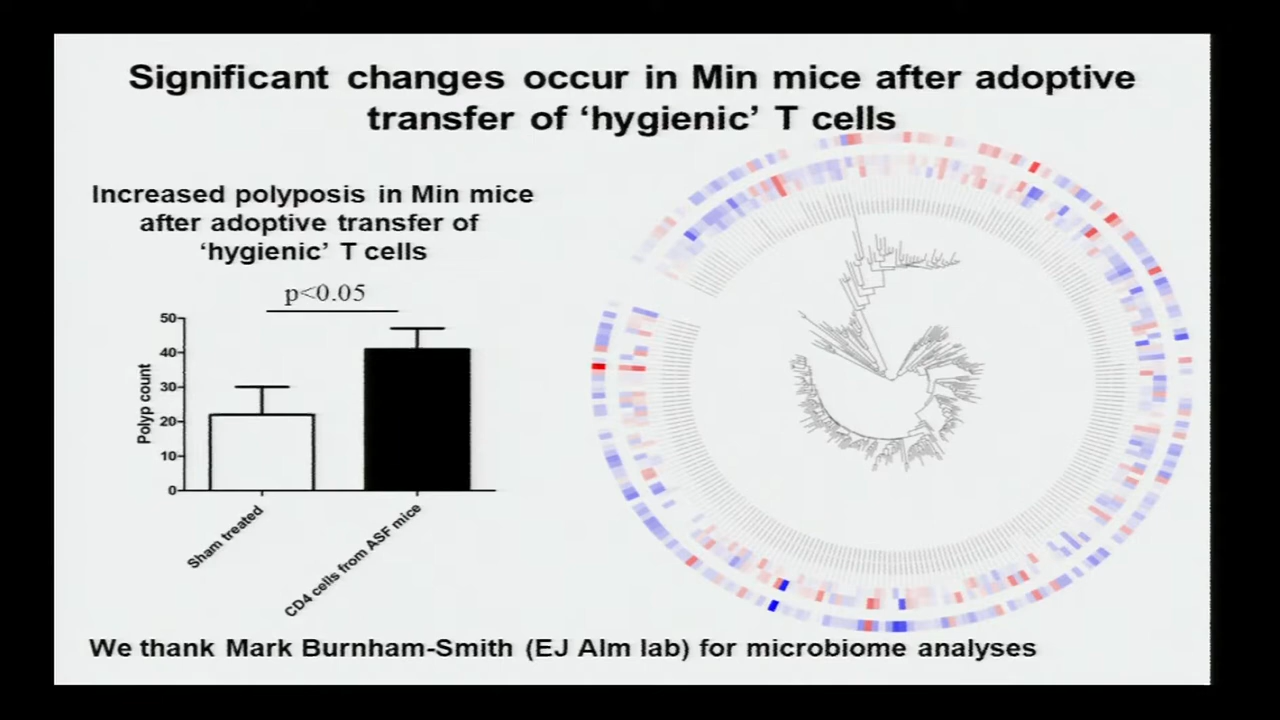 Significant changes occur in Min mice after adoptive
transfer of ‘hygienic’ T cells
Increased polyposis in Min mice
after adoptive transfer of
‘hygienic’ T cells
p<0.05
50
40
30
20
10
0
Polyp count
Sham treated
CD4 cells from ASF mice
We thank Mark Burnham-Smith (EJ Alm lab) for microbiome analyses